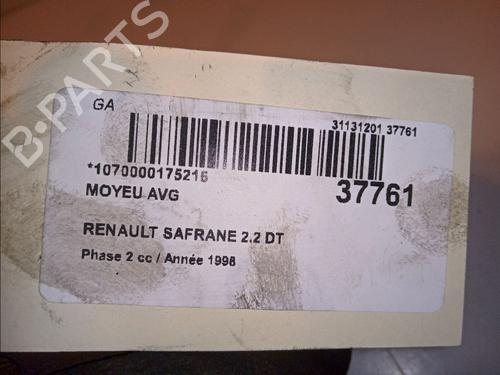 B-PARTS
GA
31131201 37761
*1070000175216
MOYEU AVG
37761
RENAULT SAFRANE 2.2 DT
Phase 2 cc / Année 1998